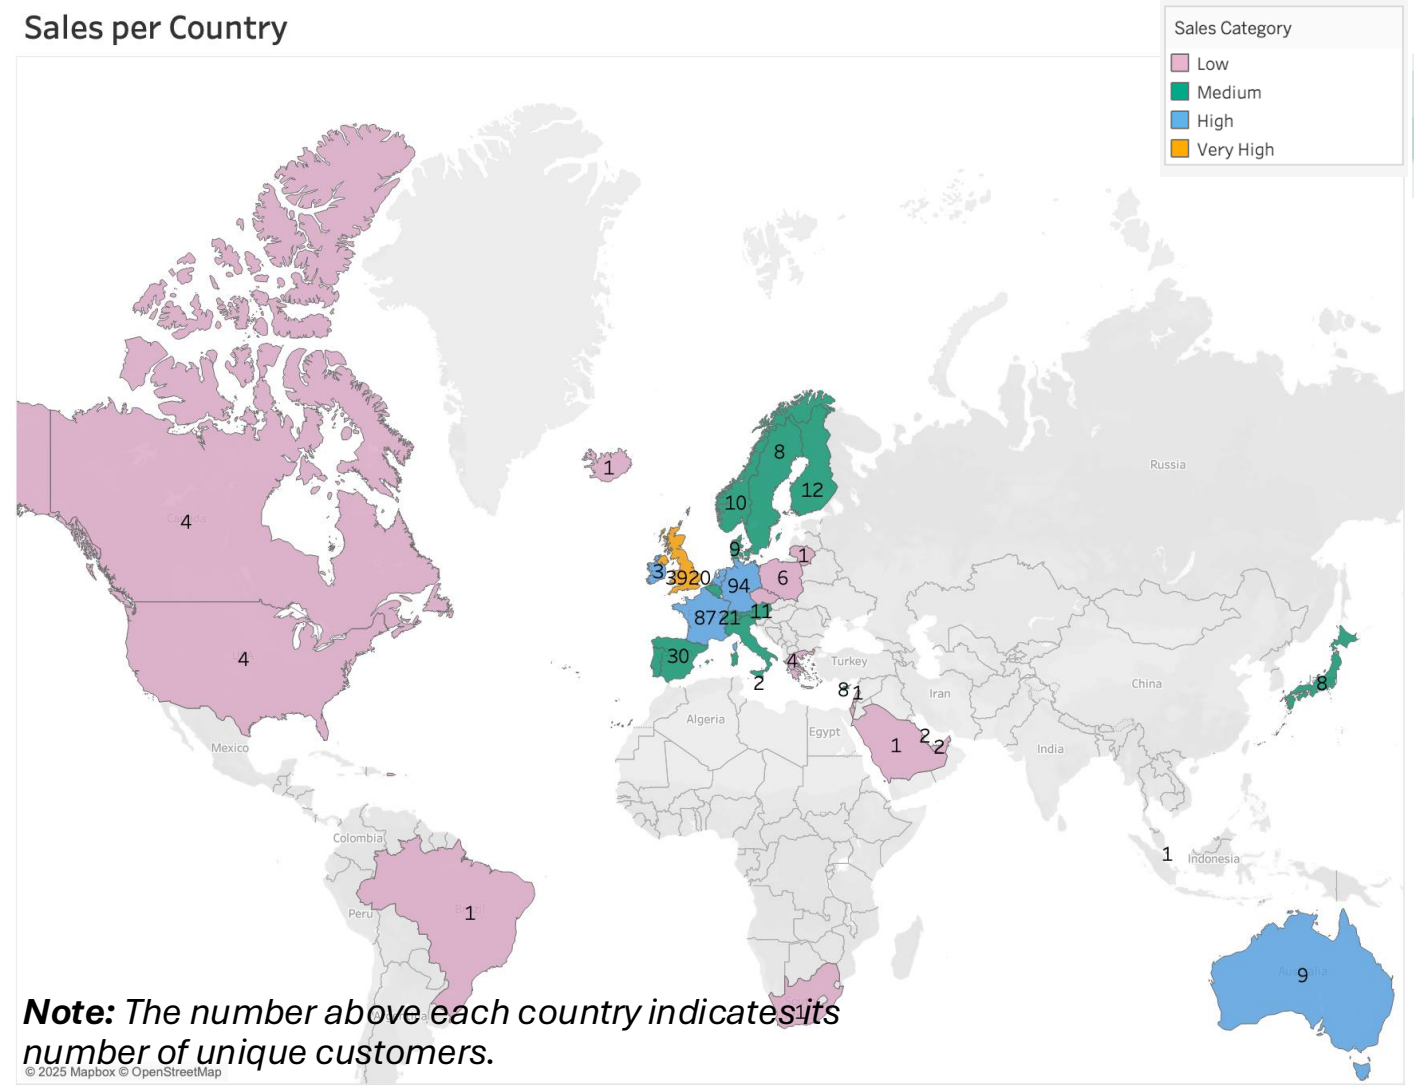 Sales per Country
Sales Category
Low
Medium
High
Very High
1
8
12
10
Russia
4
9
1
3
3920
94
6
8721
11
30
4
4
Turkey
2
8
1
China
8
Algeria
Iran
Egypt
1
2
2
India
Mexico
Colombia
1
Indonesia
Peru
1
9
1
Note: The number above each country indicates its
number of unique customers.
© 2025 Mapbox © OpenStreetMap